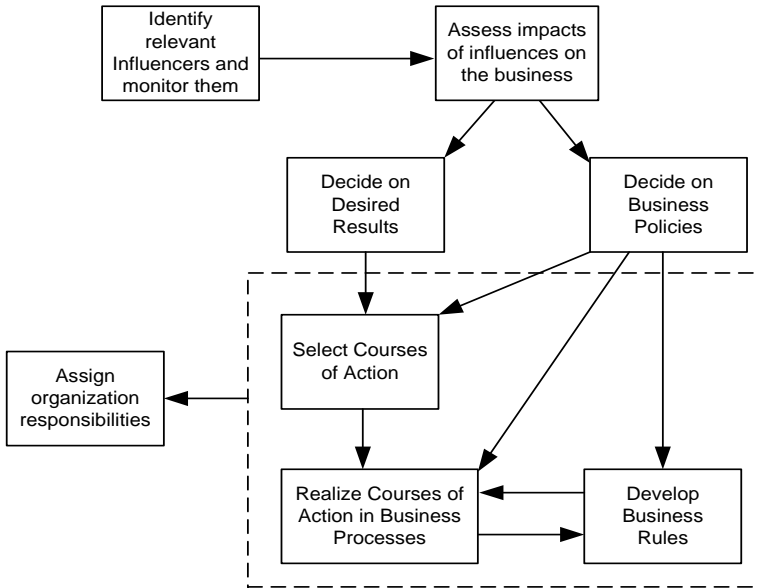 Identify
relevant
Influencers and
monitor them
Assess impacts
of influences on
the business
Decide on
Desired
Results
Decide on
Business
Policies
Select Courses
of Action
Assign
organization
responsibilities
Realize Courses of
Action in Business
Processes
Develop
Business
Rules